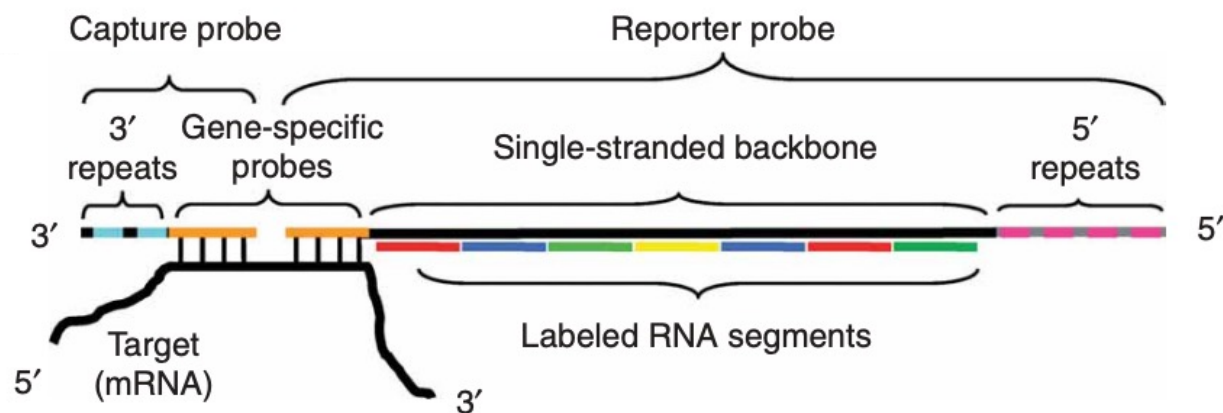 Capture probe
Reporter probe
3′
repeats
Gene-specific
probes
Single-stranded backbone
5′
repeats
3′
5′
Target
(mRNA)
Labeled RNA segments
5′
3′